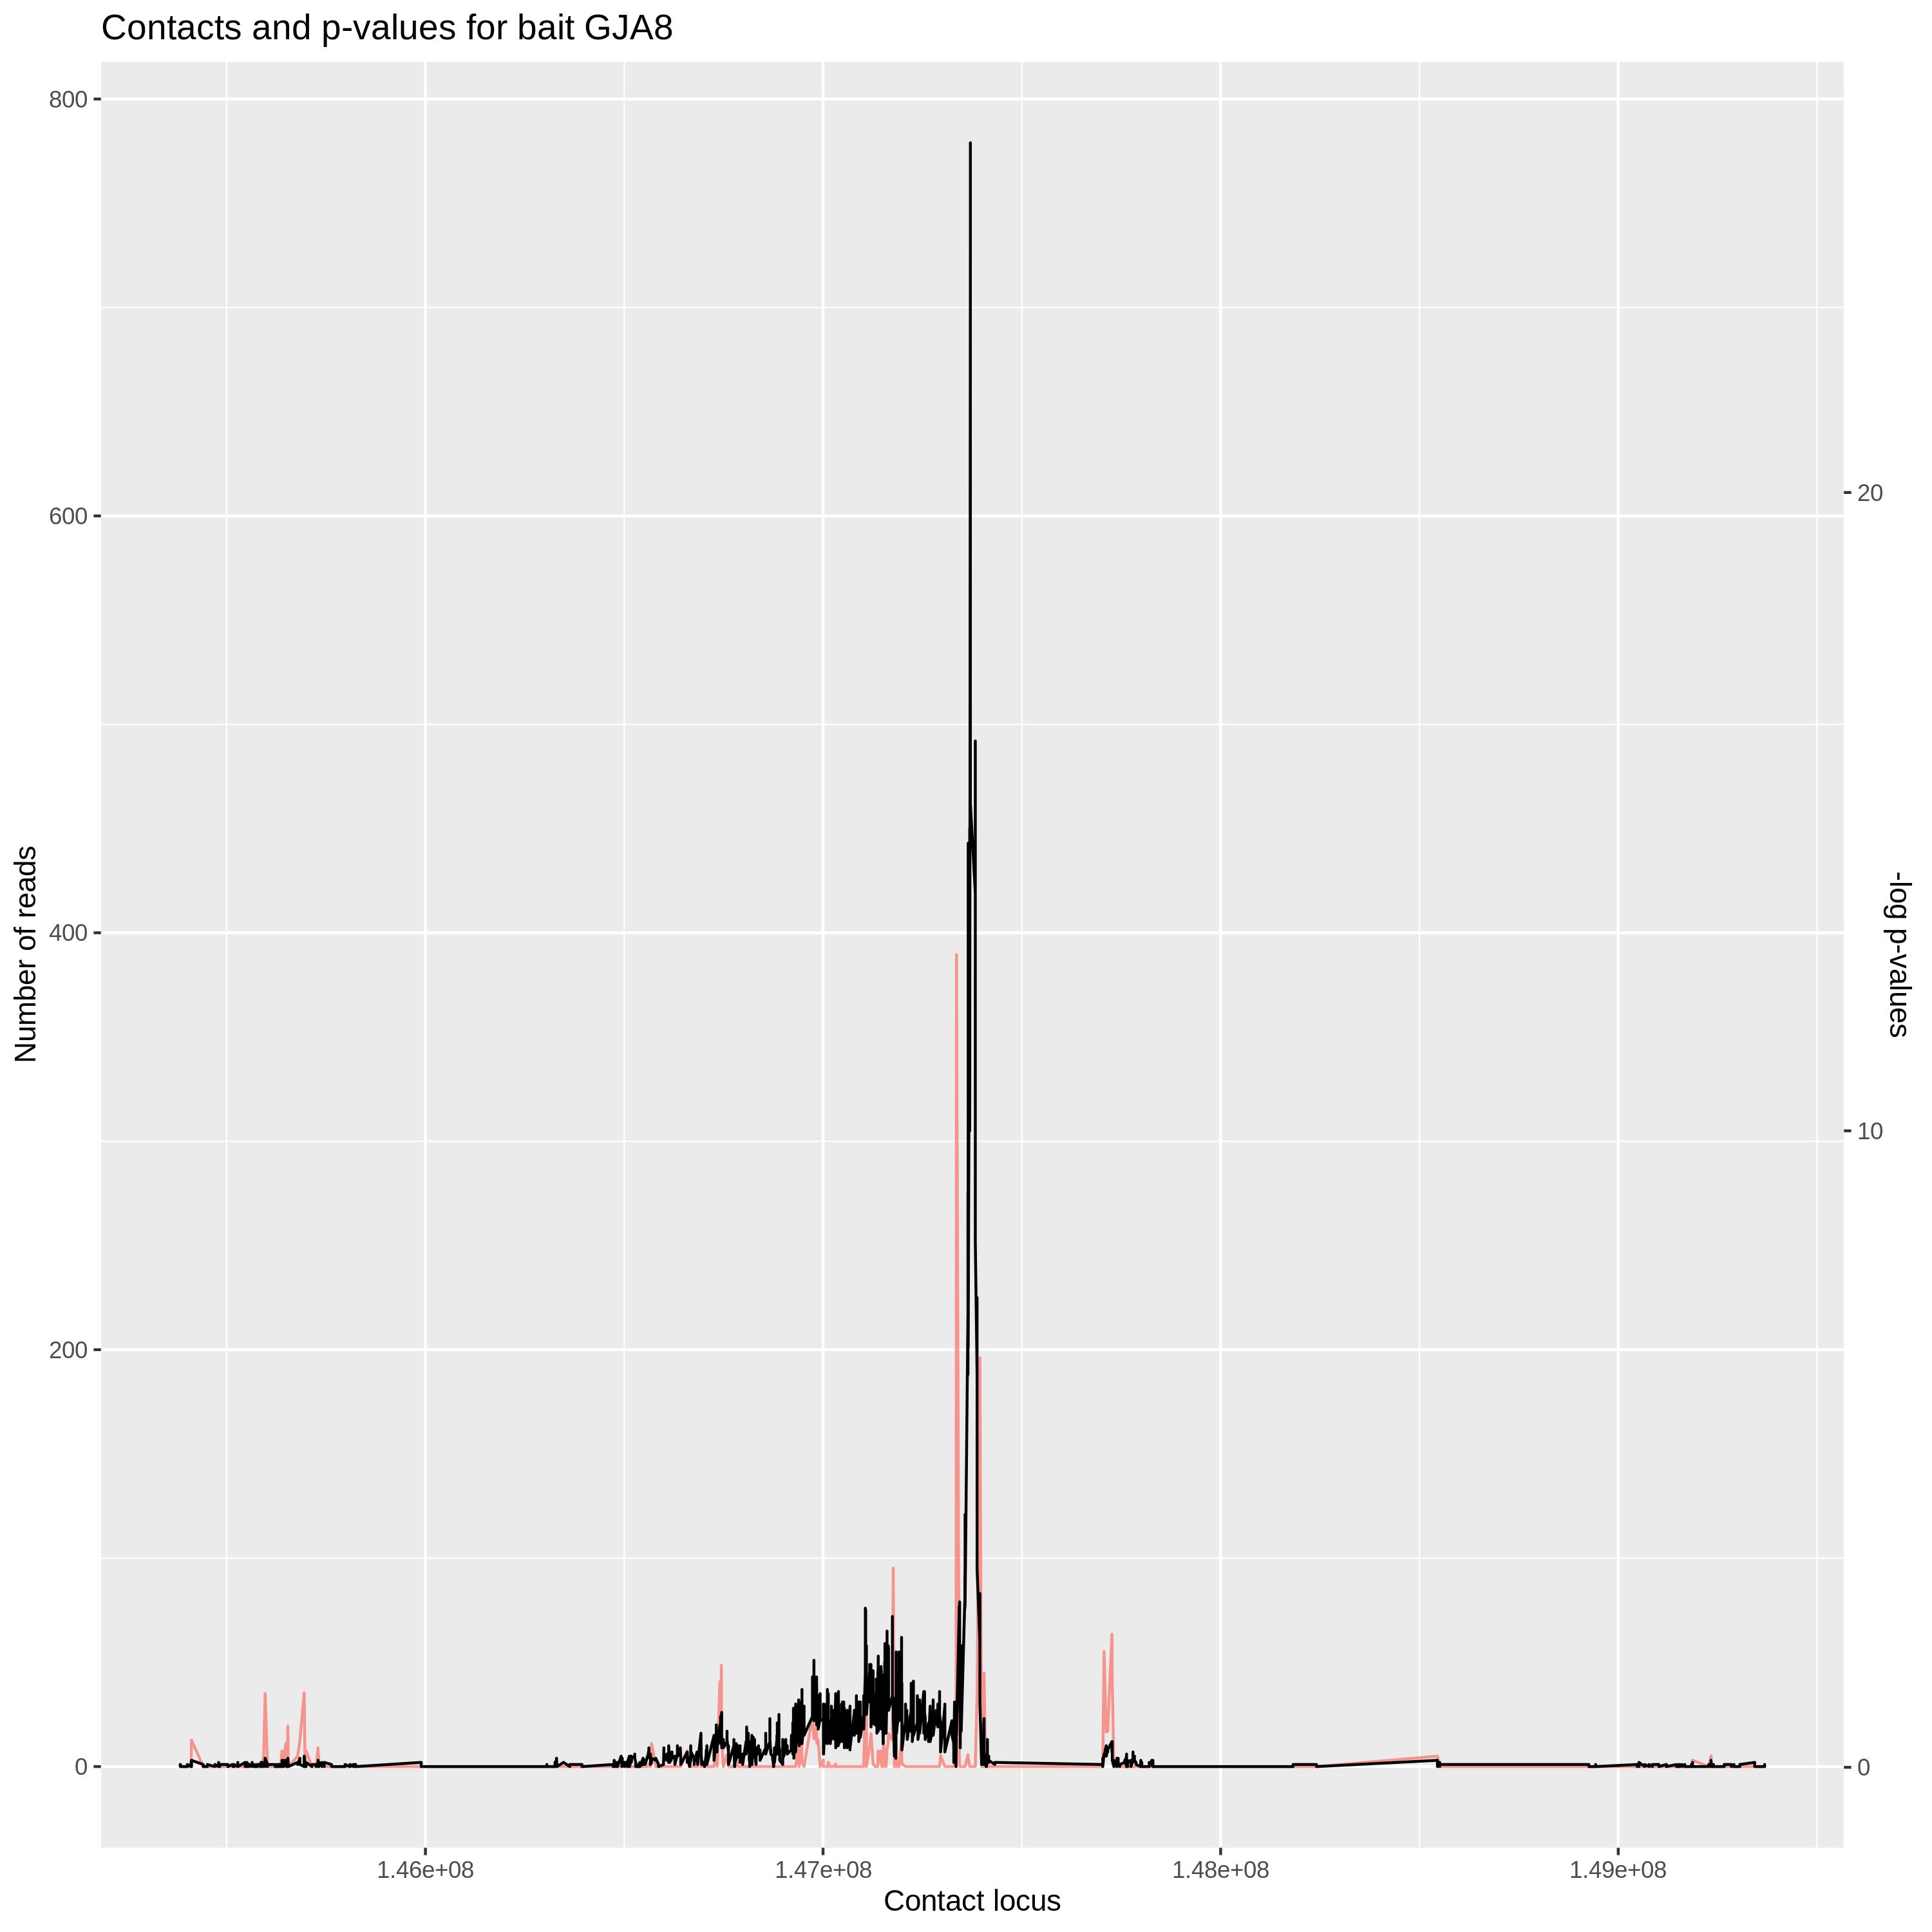 Contacts and p-values for bait GJA8
800
600
400
200
0
Number of reads
20
10
0
-log p-values
1.46e+08
1.47e+08
1.48e+08
1.49e+08
Contact locus